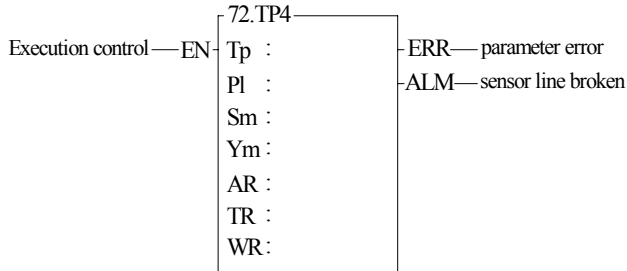 72.TP4
Execution control EN Tp : ERR parameter error
Pl : ALM sensor line broken
Sm :
Ym :
AR :
TR :
WR: